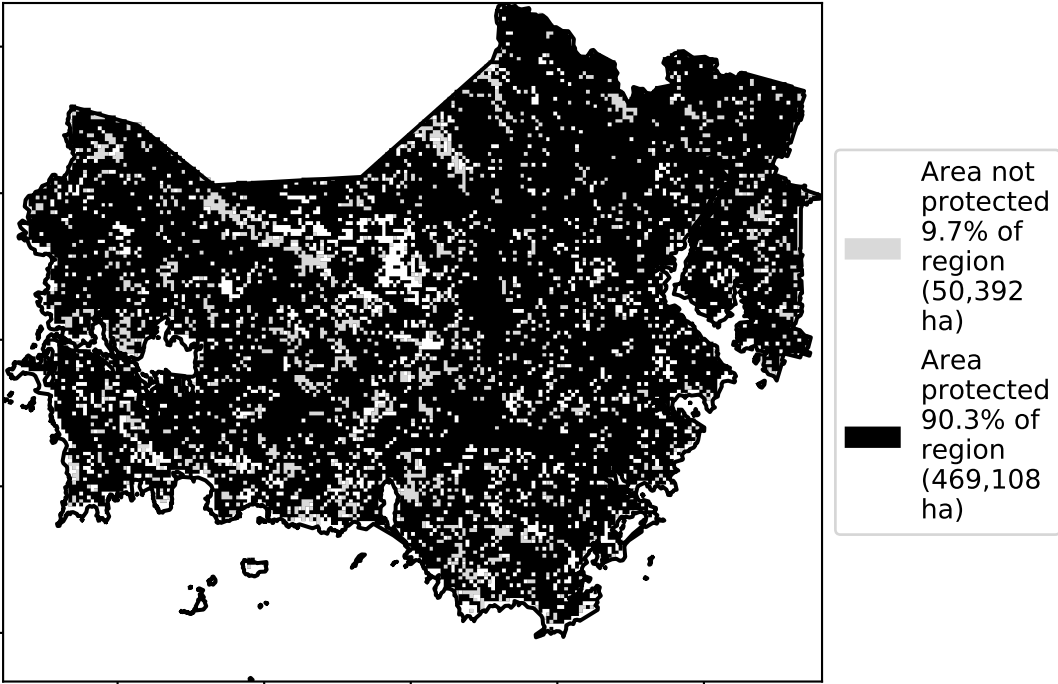 Area not
protected
9.7% of
region
(50,392
ha)
Area
protected
90.3% of
region
(469,108
ha)